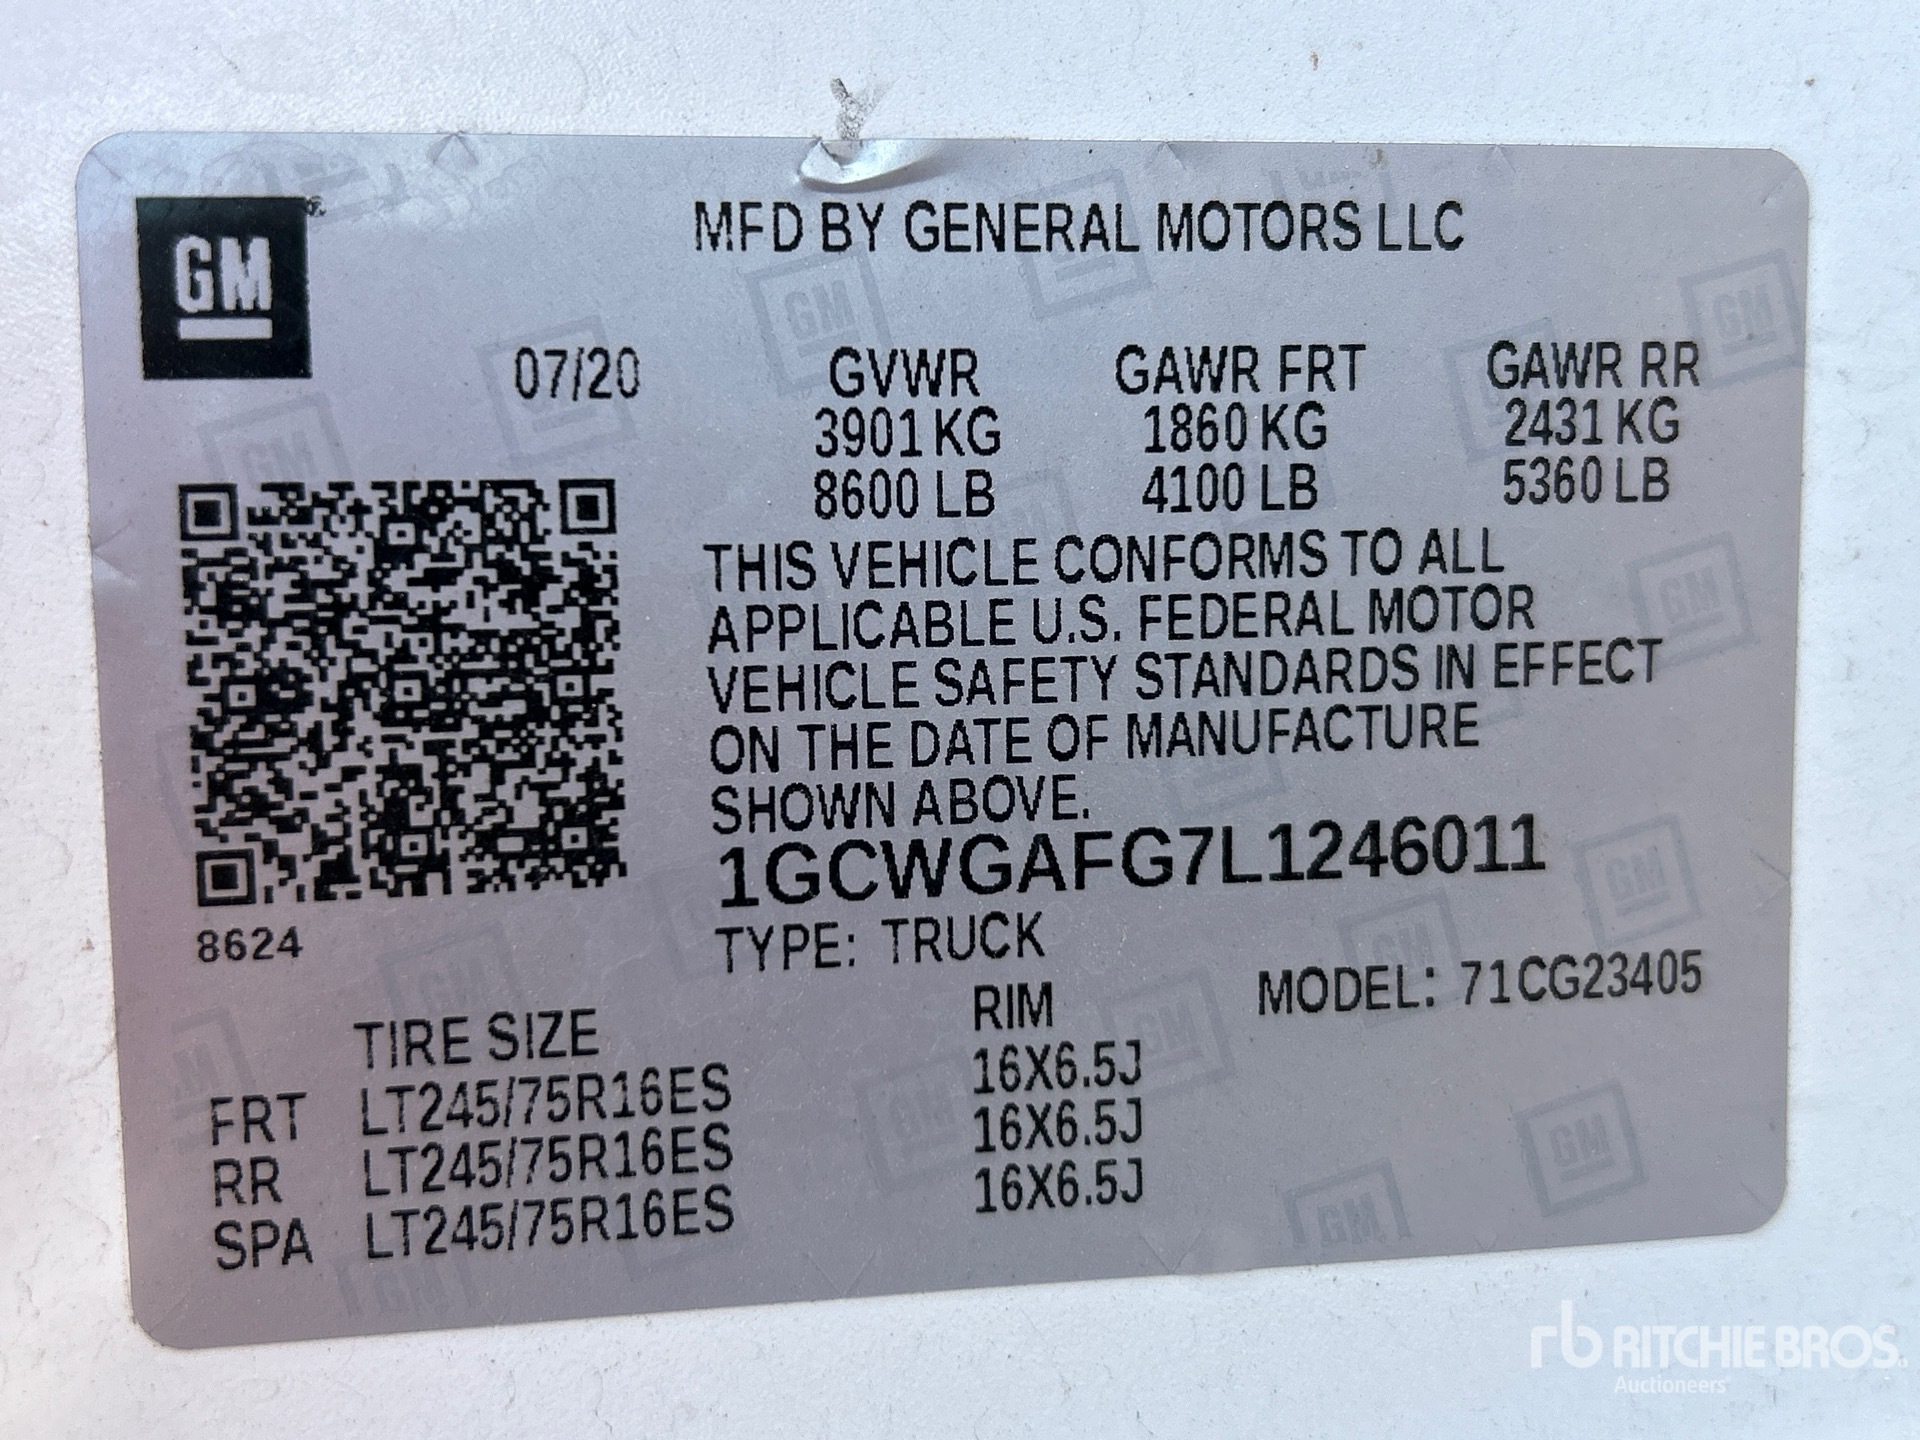 GM
MFD BY GENERAL MOTORS LLC
07/20
GVWR GAWR FRT GAWR RR
3901 KG 1860 KG 2431 KG
8600 LB 4100 LB 5360 LB
THIS VEHICLE CONFORMS TO ALL
APPLICABLE U.S. FEDERAL MOTOR
VEHICLE SAFETY STANDARDS IN EFFECT
ON THE DATE OF MANUFACTURE
SHOWN ABOVE.
1GCWGAFG7L1246011
8624
TYPE: TRUCK
MODEL: 71CG23405
TIRE SIZE RIM
FRT LT245/75R16ES 16X6.5J
RR LT245/75R16ES 16X6.5J
SPA LT245/75R16ES 16X6.5J
rb RITCHIE BROS.
Auctioneers